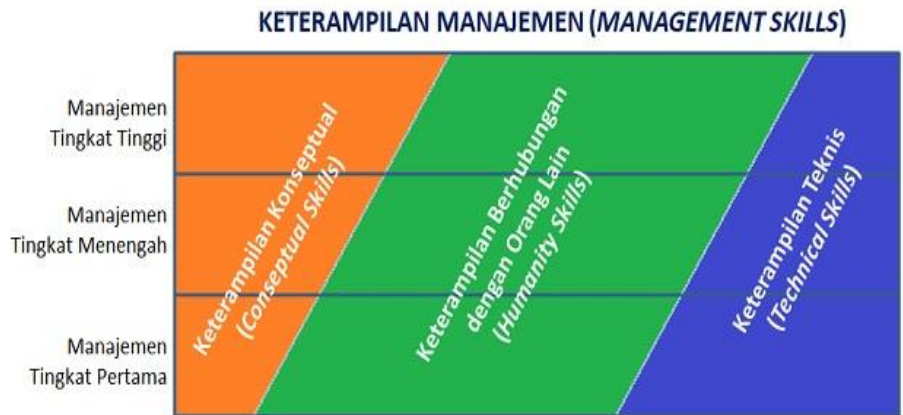 KETERAMPILAN MANAJEMEN (MANAGEMENT SKILLS)
Manajemen
Tingkat Tinggi
Manajemen
Tingkat Menengah
Manajemen
Tingkat Pertama
Keterampilan Konseptual
(Conseptual Skills)
Keterampilan Berhubungan
dengan Orang Lain
(Humanity Skills)
Keterampilan Teknis
(Technical Skills)